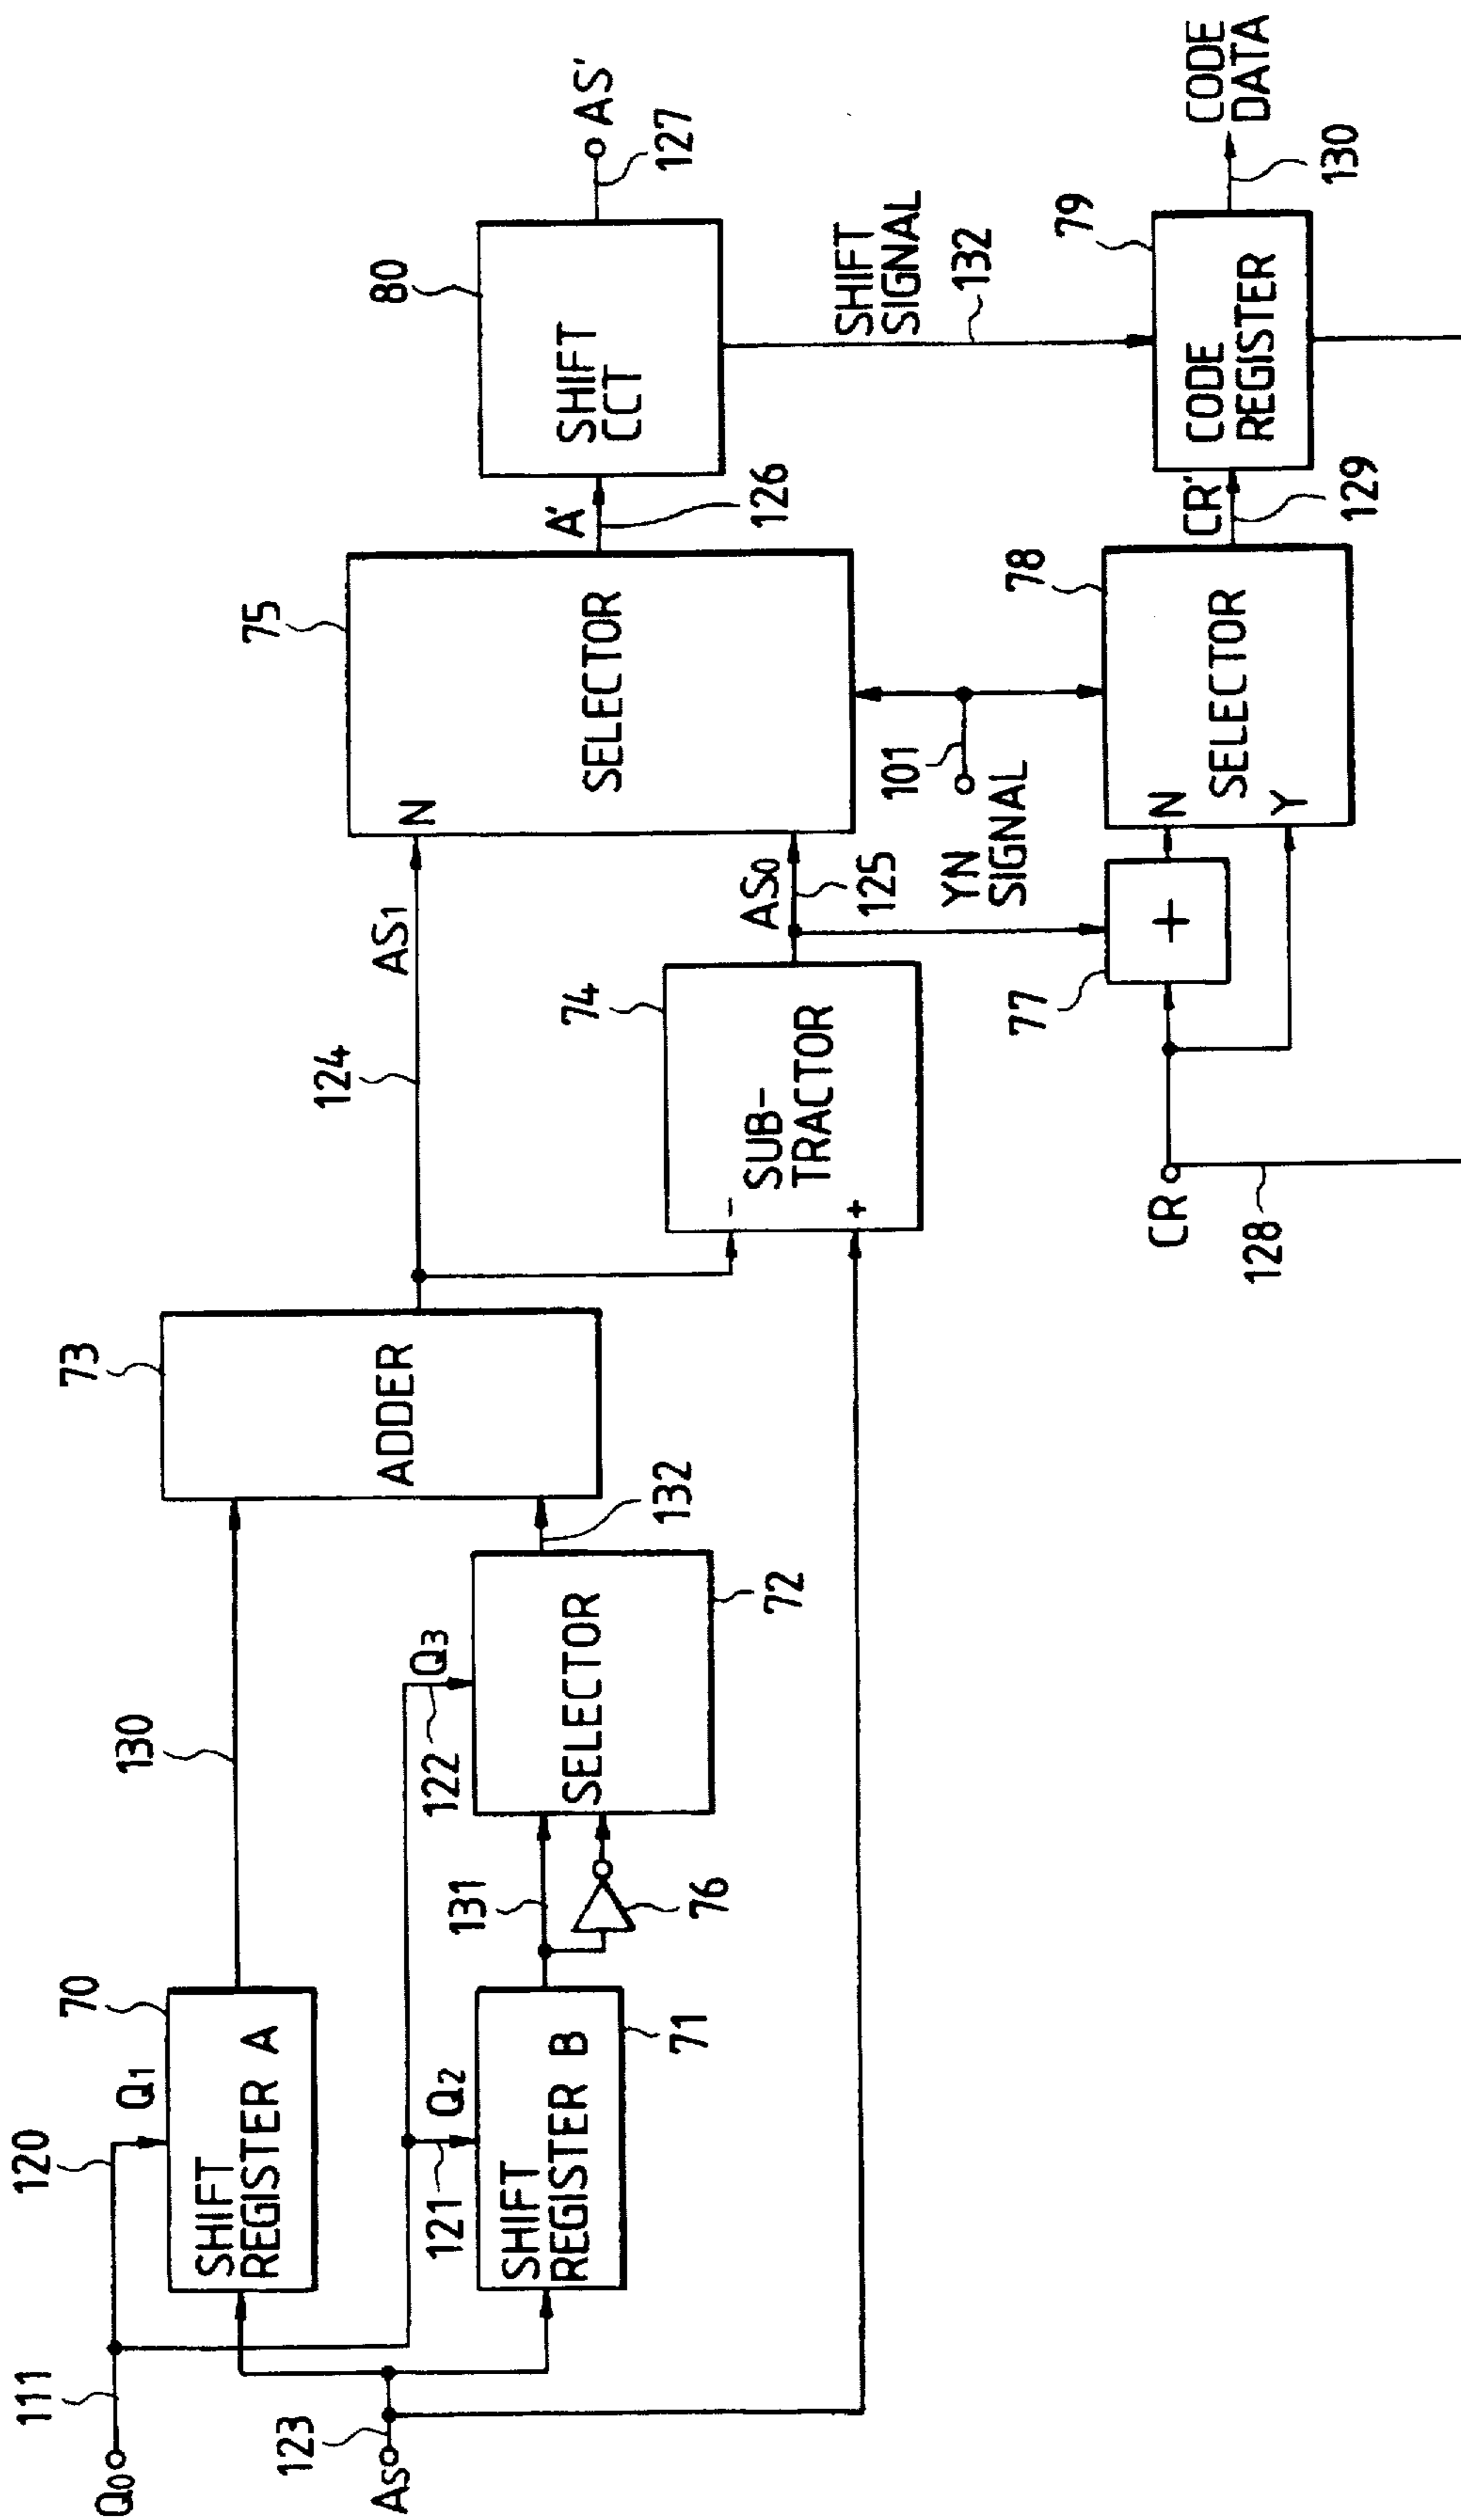 Q0
111
120
Q1
70
SHIFT
REGISTER A
130
73
ADDER
124
AS1
75
N
SELECTOR
A'
126
80
SHIFT
CCT
AS'
127
AS
123
121
Q2
SHIFT
REGISTER B
71
131
76
122
Q3
SELECTOR
72
132
74
-
+
SUB-
TRACTOR
AS0
125
101
YN
SIGNAL
SHIFT
SIGNAL
132
CR
128
77
+
78
N
Y
SELECTOR
CR'
129
79
CODE
REGISTER
130
CODE
DATA